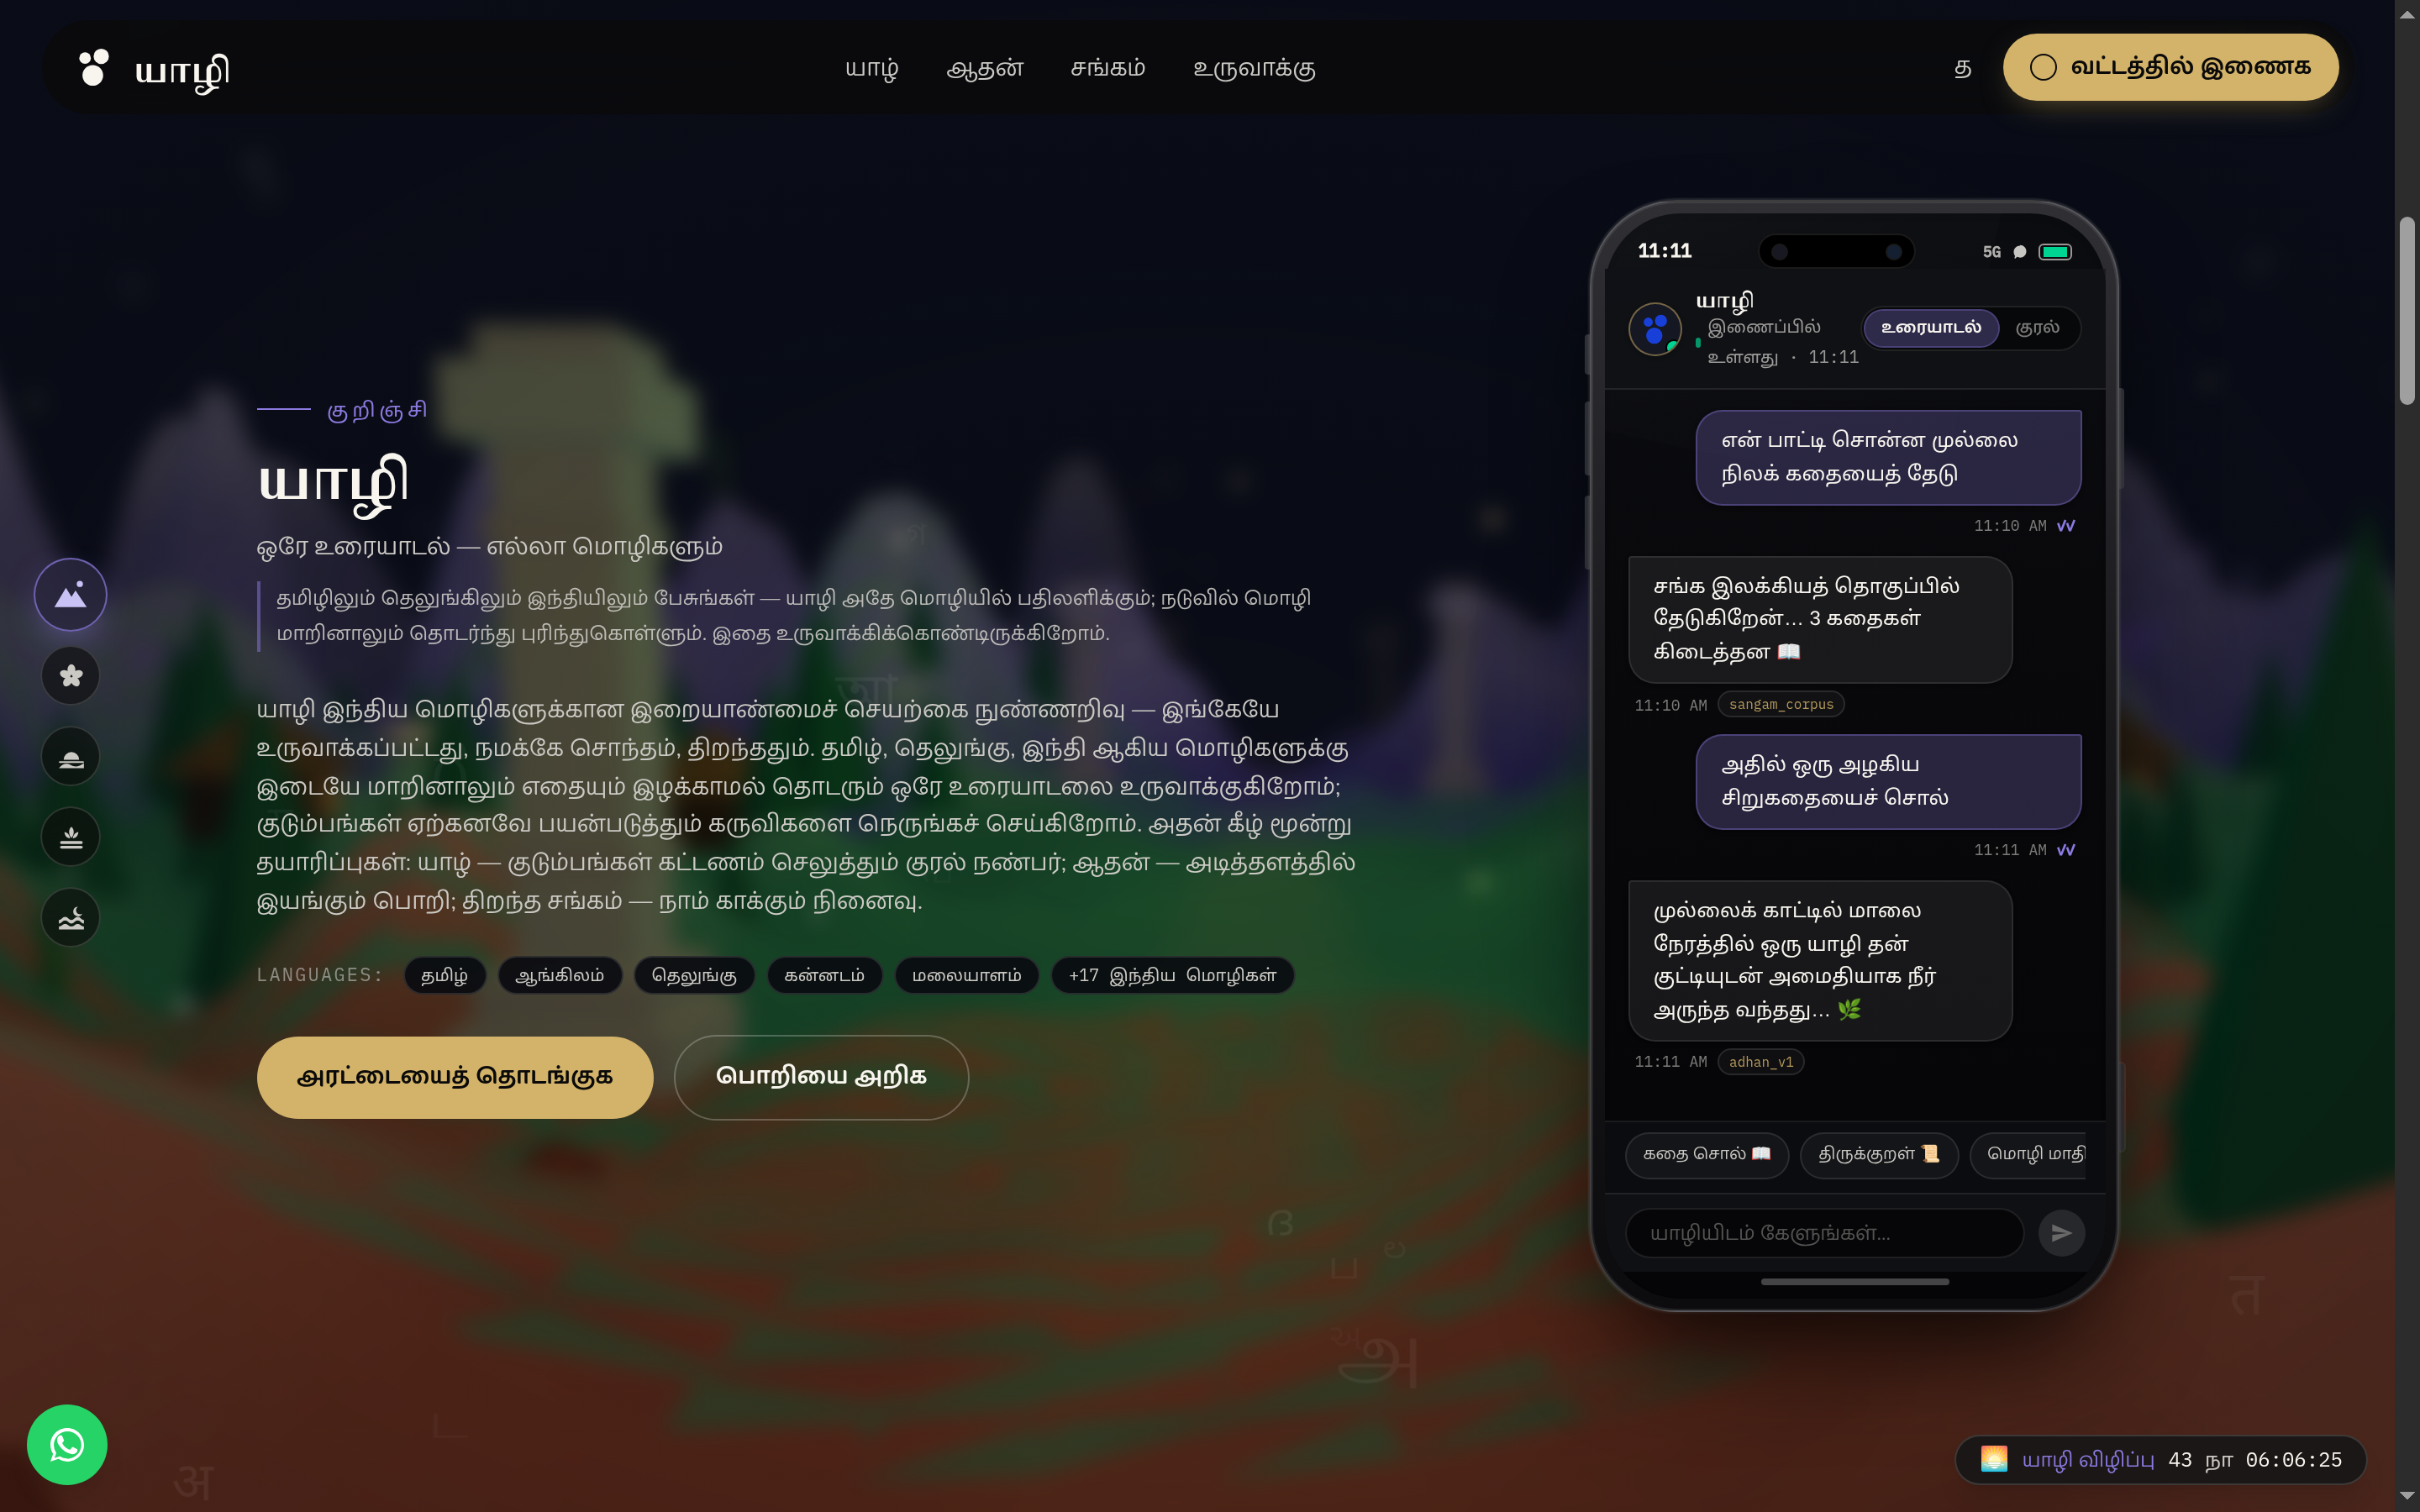 யாழி
யாழ் ஆதன் சங்கம் உருவாக்கு
த
வட்டத்தில் இணைக
குறிஞ்சி
யாழி
ஒரே உரையாடல் — எல்லா மொழிகளும்
தமிழிலும் தெலுங்கிலும் இந்தியிலும் பேசுங்கள் — யாழி அதே மொழியில் பதிலளிக்கும்; நடுவில் மொழி
மாறினாலும் தொடர்ந்து புரிந்துகொள்ளும். இதை உருவாக்கிக்கொண்டிருக்கிறோம்.
யாழி இந்திய மொழிகளுக்கான இறையாண்மைச் செயற்கை நுண்ணறிவு — இங்கேயே
உருவாக்கப்பட்டது, நமக்கே சொந்தம், திறந்ததும். தமிழ், தெலுங்கு, இந்தி ஆகிய மொழிகளுக்கு
இடையே மாறினாலும் எதையும் இழக்காமல் தொடரும் ஒரே உரையாடலை உருவாக்குகிறோம்;
குடும்பங்கள் ஏற்கனவே பயன்படுத்தும் கருவிகளை நெருங்கச் செய்கிறோம். அதன் கீழ் மூன்று
தயாரிப்புகள்: யாழ் — குடும்பங்கள் கட்டணம் செலுத்தும் குரல் நண்பர்; ஆதன் — அடித்தளத்தில்
இயங்கும் பொறி; திறந்த சங்கம் — நாம் காக்கும் நினைவு.
LANGUAGES: தமிழ் ஆங்கிலம் தெலுங்கு கன்னடம் மலையாளம் +17 இந்திய மொழிகள்
அரட்டையைத் தொடங்குக பொறியை அறிக
11:11 5G
யாழி
இணைப்பில்
உள்ளது · 11:11
உரையாடல் குரல்
என் பாட்டி சொன்ன முல்லை
நிலக் கதையைத் தேடு
11:10 AM
சங்க இலக்கியத் தொகுப்பில்
தேடுகிறேன்... 3 கதைகள்
கிடைத்தன 📖
11:10 AM sangam_corpus
அதில் ஒரு அழகிய
சிறுகதையைச் சொல்
11:11 AM
முல்லைக் காட்டில் மாலை
நேரத்தில் ஒரு யாழி தன்
குட்டியுடன் அமைதியாக நீர்
அருந்த வந்தது... 🌿
11:11 AM adhan_v1
கதை சொல் 📖 திருக்குறள் 📜 மொழி மாதி
யாழியிடம் கேளுங்கள்...
आ
ப
அ
त
अ
🌅 யாழி விழிப்பு 43 நா 06:06:25